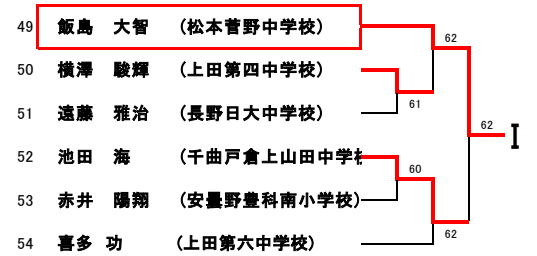 49 飯島 大智 (松本菅野中学校)
62
50 横澤 駿輝 (上田第四中学校)
61
51 遠藤 雅治 (長野日大中学校)
62 I
52 池田 海 (千曲戸倉上山田中学校
60
53 赤井 陽翔 (安曇野豊科南小学校)
62
54 喜多 功 (上田第六中学校)